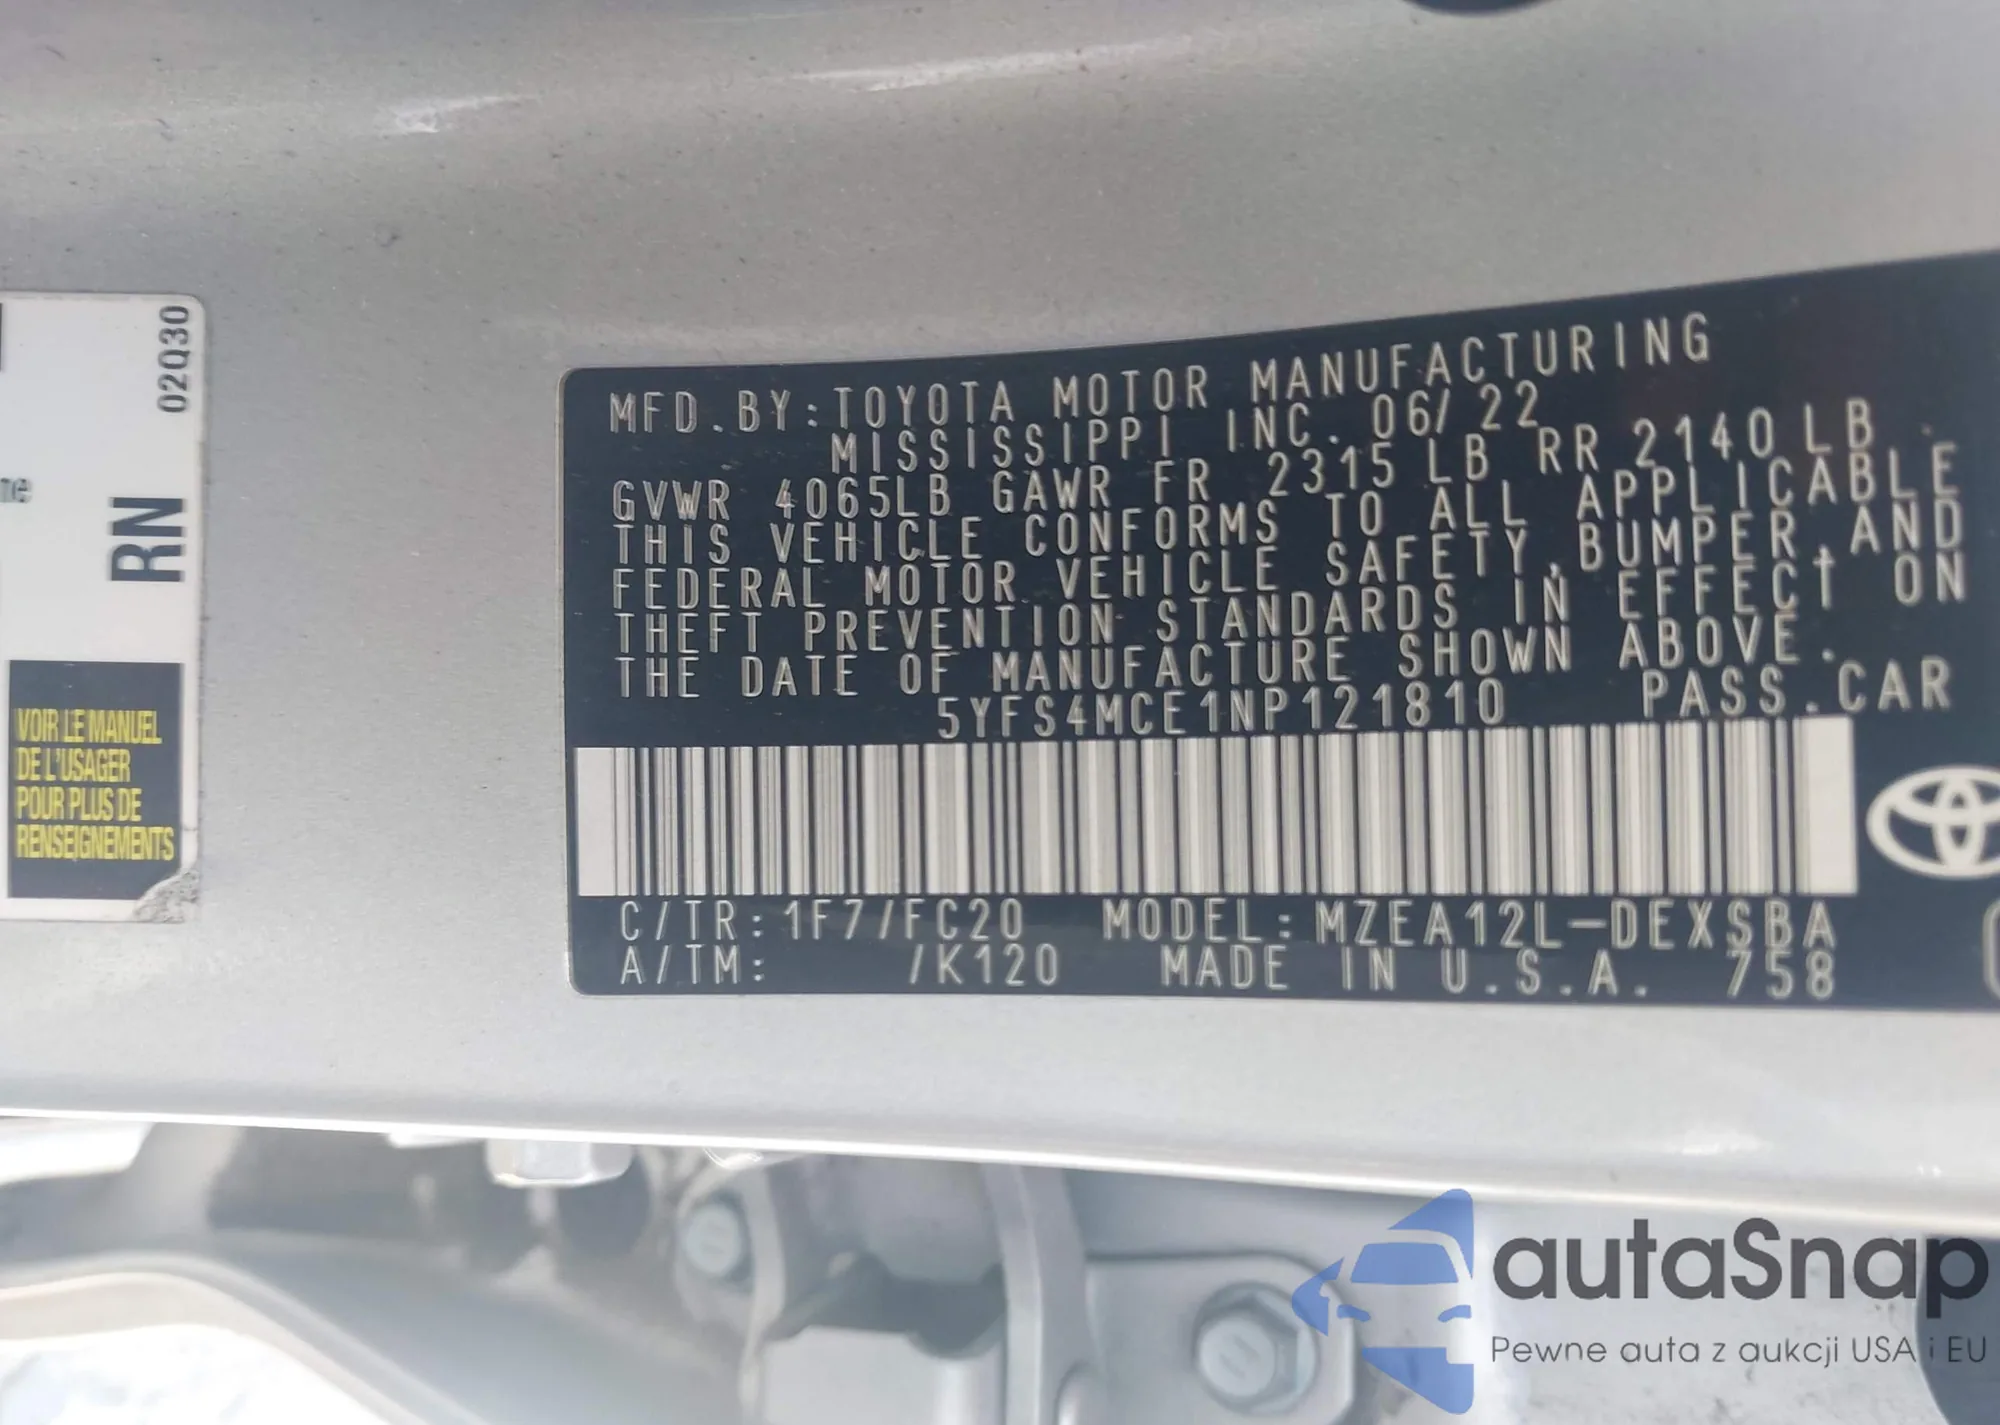 02Q30
RN
VOIR LE MANUEL
DE L'USAGER
POUR PLUS DE
RENSEIGNEMENTS
MFD.BY:TOYOTA MOTOR MANUFACTURING
MISSISSIPPI INC. 06/22
GVWR 4065LB GAWR FR 2315 LB RR 2140 LB
THIS VEHICLE CONFORMS TO ALL APPLICABLE
FEDERAL MOTOR VEHICLE SAFETY,BUMPER,AND
THEFT PREVENTION STANDARDS IN EFFECT ON
THE DATE OF MANUFACTURE SHOWN ABOVE.
5YFS4MCE1NP121810 PASS.CAR
C/TR:1F7/FC20 MODEL:MZEA12L-DEXSBA
A/TM: /K120 MADE IN U.S.A. 758
autaSnap
Pewne auta z aukcji USA i EU